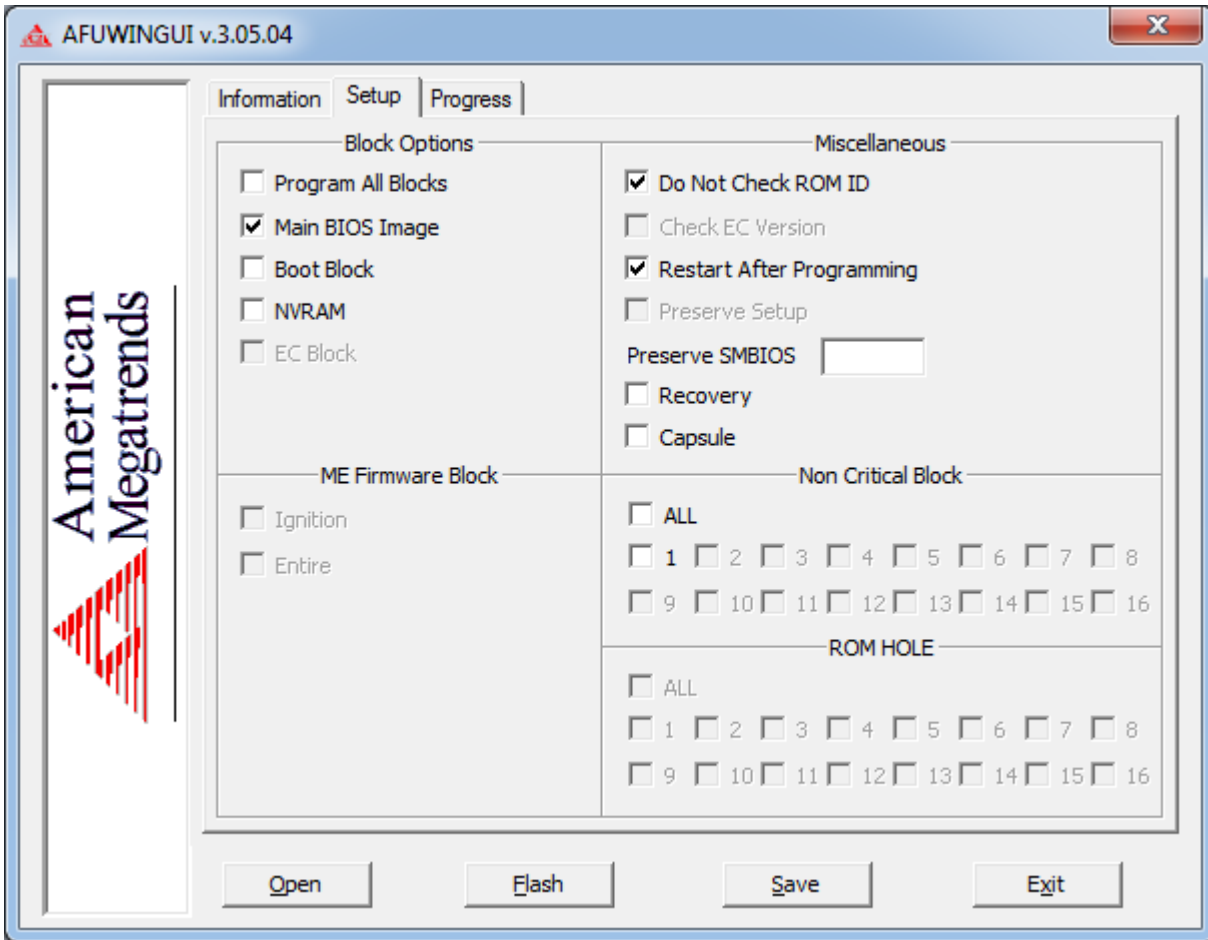 AFUWINGUI v.3.05.04
American
Megatrends
Information Setup Progress
Block Options
Program All Blocks
Main BIOS Image
Boot Block
NVRAM
EC Block
ME Firmware Block
Ignition
Entire
Miscellaneous
Do Not Check ROM ID
Check EC Version
Restart After Programming
Preserve Setup
Preserve SMBIOS
Recovery
Capsule
Non Critical Block
ALL
1 2 3 4 5 6 7 8
9 10 11 12 13 14 15 16
ROM HOLE
ALL
1 2 3 4 5 6 7 8
9 10 11 12 13 14 15 16
Open Flash Save Exit